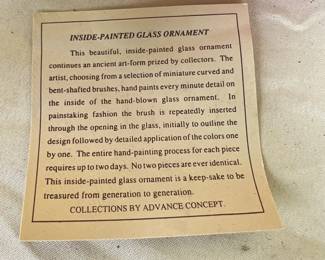 INSIDE-PAINTED GLASS ORNAMENT
This beautiful, inside-painted glass ornament
continues an ancient art-form prized by collectors. The
artist, choosing from a selection of miniature curved and
bent-shafted brushes, hand paints every minute detail on
the inside of the hand-blown glass ornament. In
painstaking fashion the brush is repeatedly inserted
through the opening in the glass, initially to outline the
design followed by detailed application of the colors one
by one. The entire hand-painting process for each piece
requires up to two days. No two pieces are ever identical.
This inside-painted glass ornament is a keep-sake to be
treasured from generation to generation.
COLLECTIONS BY ADVANCE CONCEPT.